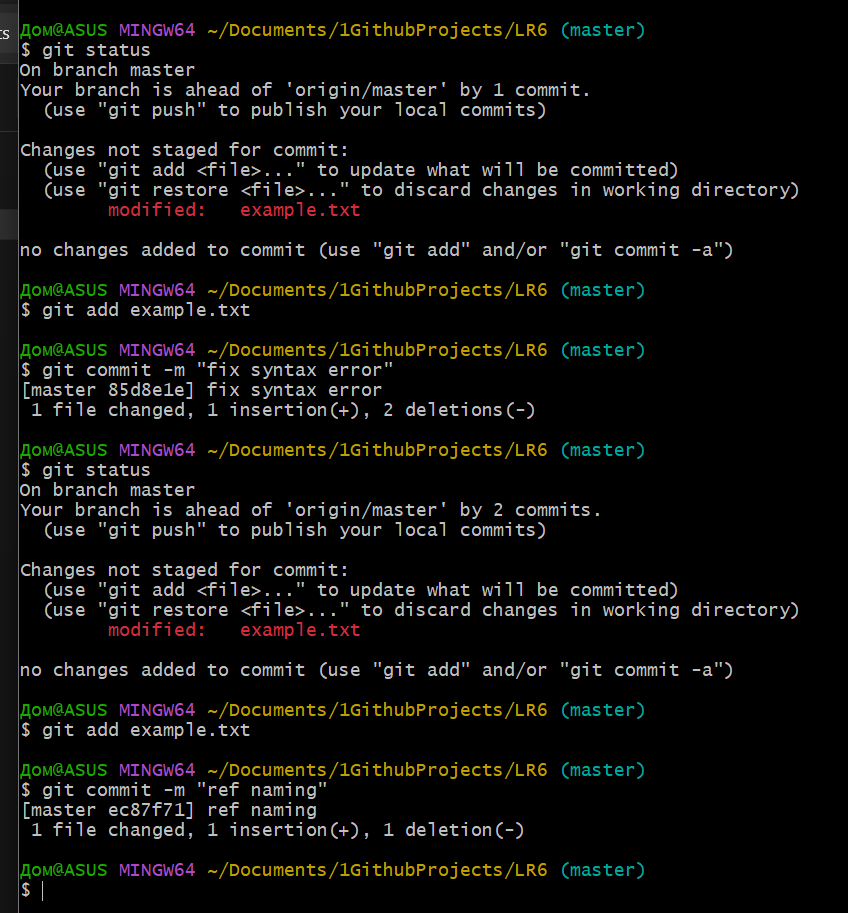 ts
Дом@ASUS MINGW64 ~/Documents/1GithubProjects/LR6 (master)
$ git status
On branch master
Your branch is ahead of 'origin/master' by 1 commit.
  (use "git push" to publish your local commits)

Changes not staged for commit:
  (use "git add <file>..." to update what will be committed)
  (use "git restore <file>..." to discard changes in working directory)
        modified:   example.txt

no changes added to commit (use "git add" and/or "git commit -a")

Дом@ASUS MINGW64 ~/Documents/1GithubProjects/LR6 (master)
$ git add example.txt

Дом@ASUS MINGW64 ~/Documents/1GithubProjects/LR6 (master)
$ git commit -m "fix syntax error"
[master 85d8e1e] fix syntax error
 1 file changed, 1 insertion(+), 2 deletions(-)

Дом@ASUS MINGW64 ~/Documents/1GithubProjects/LR6 (master)
$ git status
On branch master
Your branch is ahead of 'origin/master' by 2 commits.
  (use "git push" to publish your local commits)

Changes not staged for commit:
  (use "git add <file>..." to update what will be committed)
  (use "git restore <file>..." to discard changes in working directory)
        modified:   example.txt

no changes added to commit (use "git add" and/or "git commit -a")

Дом@ASUS MINGW64 ~/Documents/1GithubProjects/LR6 (master)
$ git add example.txt

Дом@ASUS MINGW64 ~/Documents/1GithubProjects/LR6 (master)
$ git commit -m "ref naming"
[master ec87f71] ref naming
 1 file changed, 1 insertion(+), 1 deletion(-)

Дом@ASUS MINGW64 ~/Documents/1GithubProjects/LR6 (master)
$